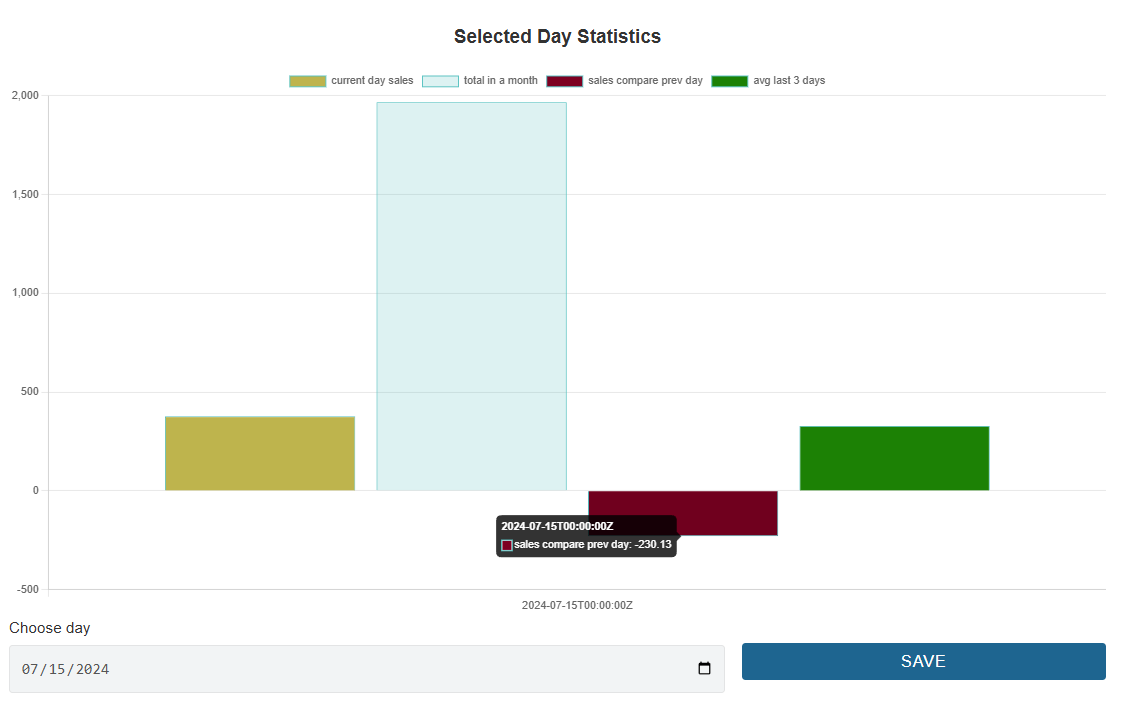 Selected Day Statistics
current day sales total in a month sales compare prev day avg last 3 days
2,000
1,500
1,000
500
0
2024-07-15T00:00:00Z
sales compare prev day: -230.13
-500
2024-07-15T00:00:00Z
Choose day
07/15/2024
SAVE